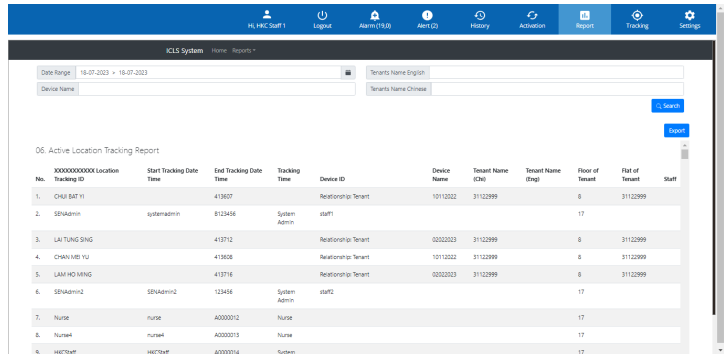 Hi, HKC Staff 1 Logout Alarm (19,0) Alert (2) History Activation Report Tracking Settings
ICLS System Home Reports
Date Range 18-07-2023 > 18-07-2023 Tenants Name English
Device Name Tenants Name Chinese
Search
Export
06. Active Location Tracking Report
XXXXXXXXXXX Location Start Tracking Date End Tracking Date Tracking Device Tenant Name Tenant Name Floor of Flat of
No. Tracking ID Time Time Time Device ID Name (Chi) (Eng) Tenant Tenant Staff
1. CHUI BAT YI 413607 Relationship: Tenant 10112022 31122999 8 31122999
2. SENAdmin systemadmin B123456 System staff1 17
Admin
3. LAI TUNG SING 413712 Relationship: Tenant 02022023 31122999 8 31122999
4. CHAN MEI YU 413608 Relationship: Tenant 10112022 31122999 8 31122999
5. LAM HO MING 413716 Relationship: Tenant 02022023 31122999 8 31122999
6. SENAdmin2 SENAdmin2 123456 System staff2 17
Admin
7. Nurse nurse A0000012 Nurse 17
8. Nurse4 nurse4 A0000013 Nurse 17
9. HKCStaff HKCStaff A0000014 System 17